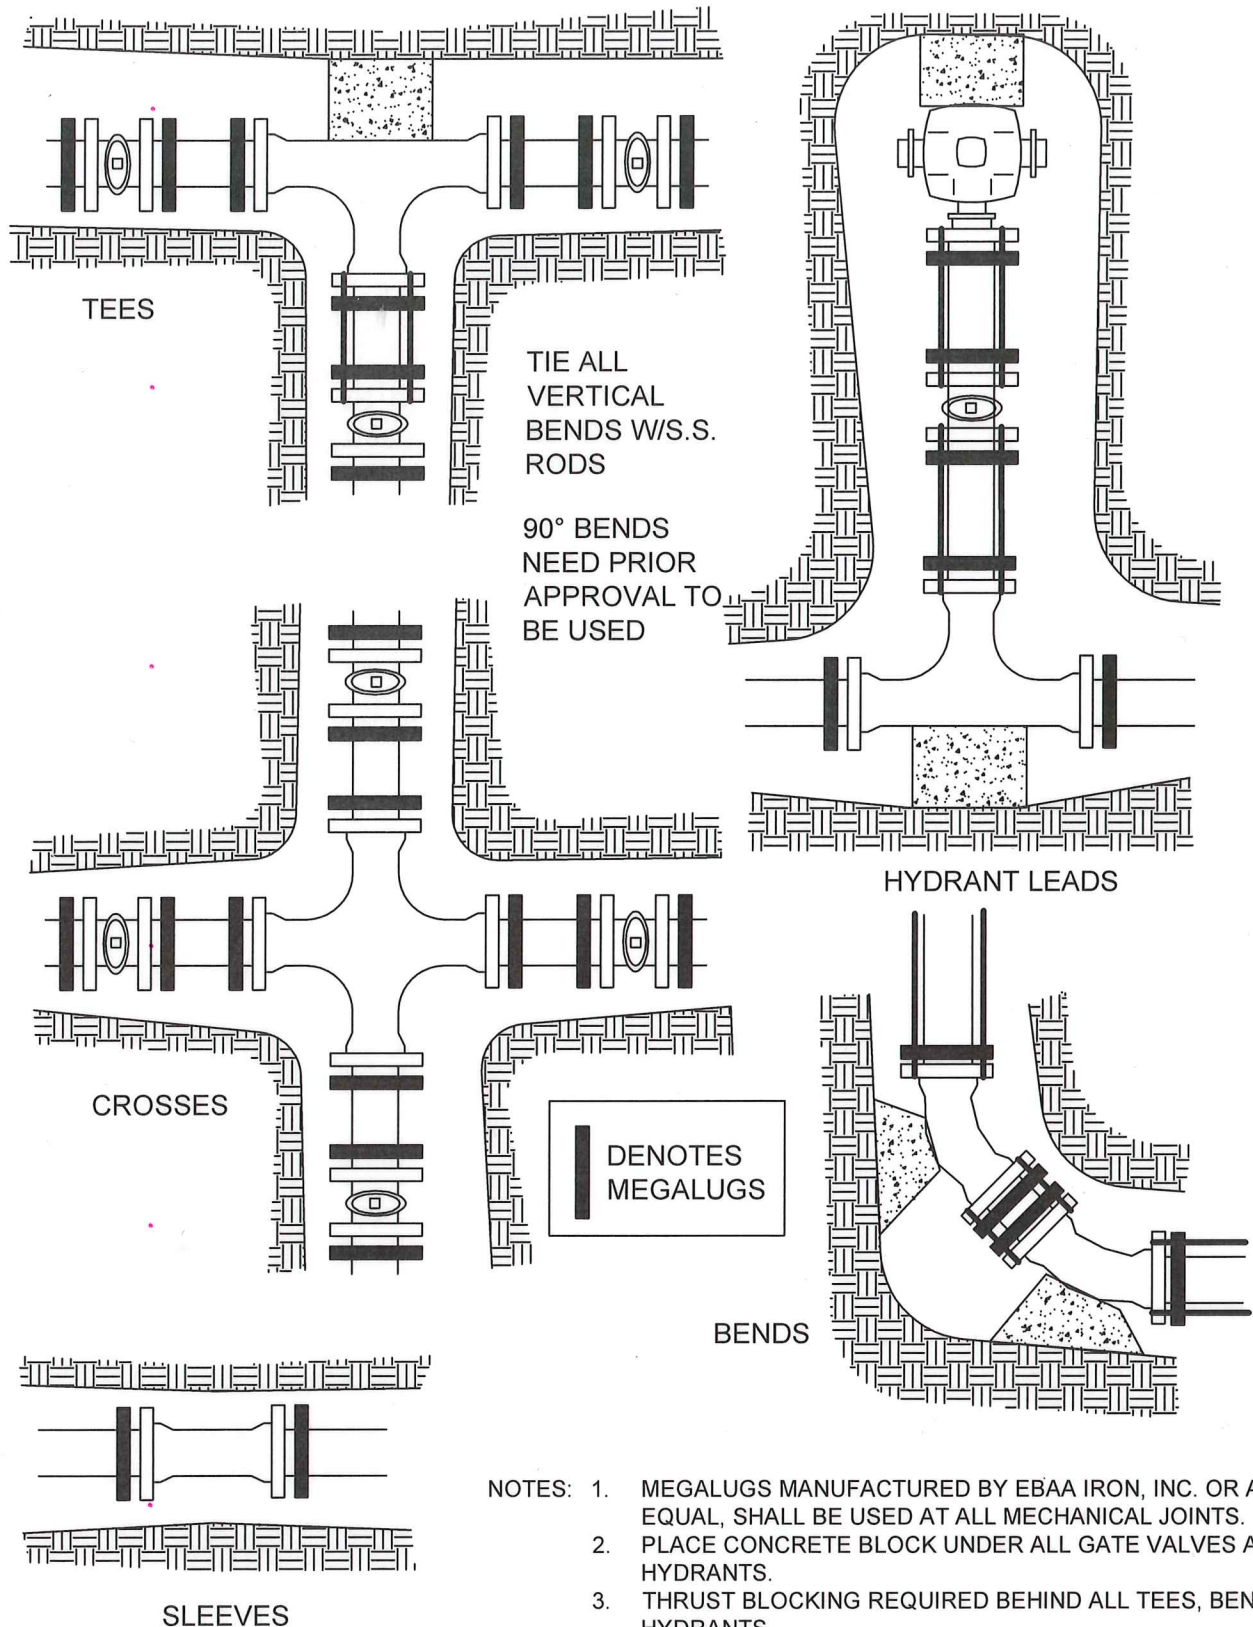 TEES
TIE ALL
VERTICAL
BENDS W/S.S.
RODS
90° BENDS
NEED PRIOR
APPROVAL TO
BE USED
HYDRANT LEADS
CROSSES
DENOTES
MEGALUGS
BENDS
SLEEVES
NOTES: 1. MEGALUGS MANUFACTURED BY EBAA IRON, INC. OR
EQUAL, SHALL BE USED AT ALL MECHANICAL JOINTS.
2. PLACE CONCRETE BLOCK UNDER ALL GATE VALVES
HYDRANTS.
3. THRUST BLOCKING REQUIRED BEHIND ALL TEES,
HYDRANTS